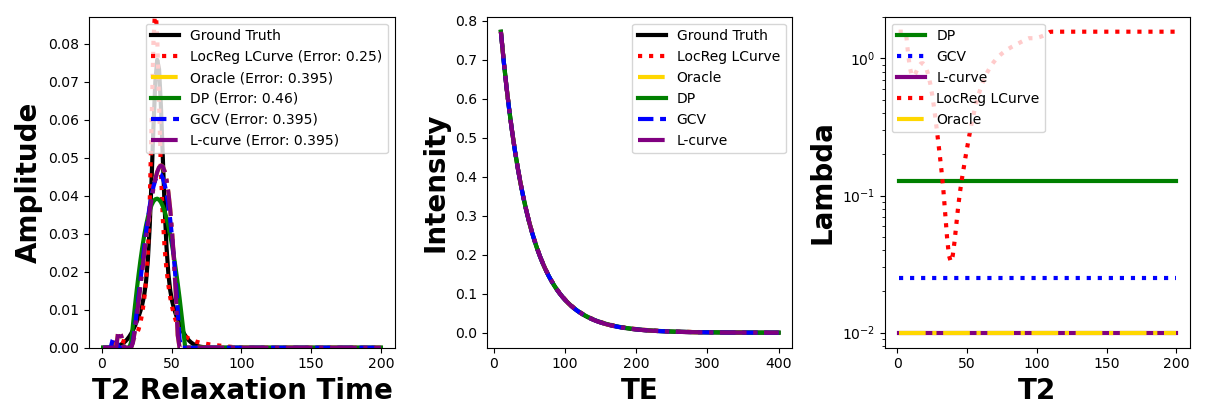 Amplitude
0.08
0.07
0.06
0.05
0.04
0.03
0.02
0.01
0.00
Ground Truth
LocReg LCurve (Error: 0.25)
Oracle (Error: 0.395)
DP (Error: 0.46)
GCV (Error: 0.395)
L-curve (Error: 0.395)
0 50 100 150 200
T2 Relaxation Time
Intensity
0.8
0.7
0.6
0.5
0.4
0.3
0.2
0.1
0.0
Ground Truth
LocReg LCurve
Oracle
DP
GCV
L-curve
0 100 200 300 400
TE
Lambda
10⁰
10⁻¹
10⁻²
DP
GCV
L-curve
LocReg LCurve
Oracle
0 50 100 150 200
T2